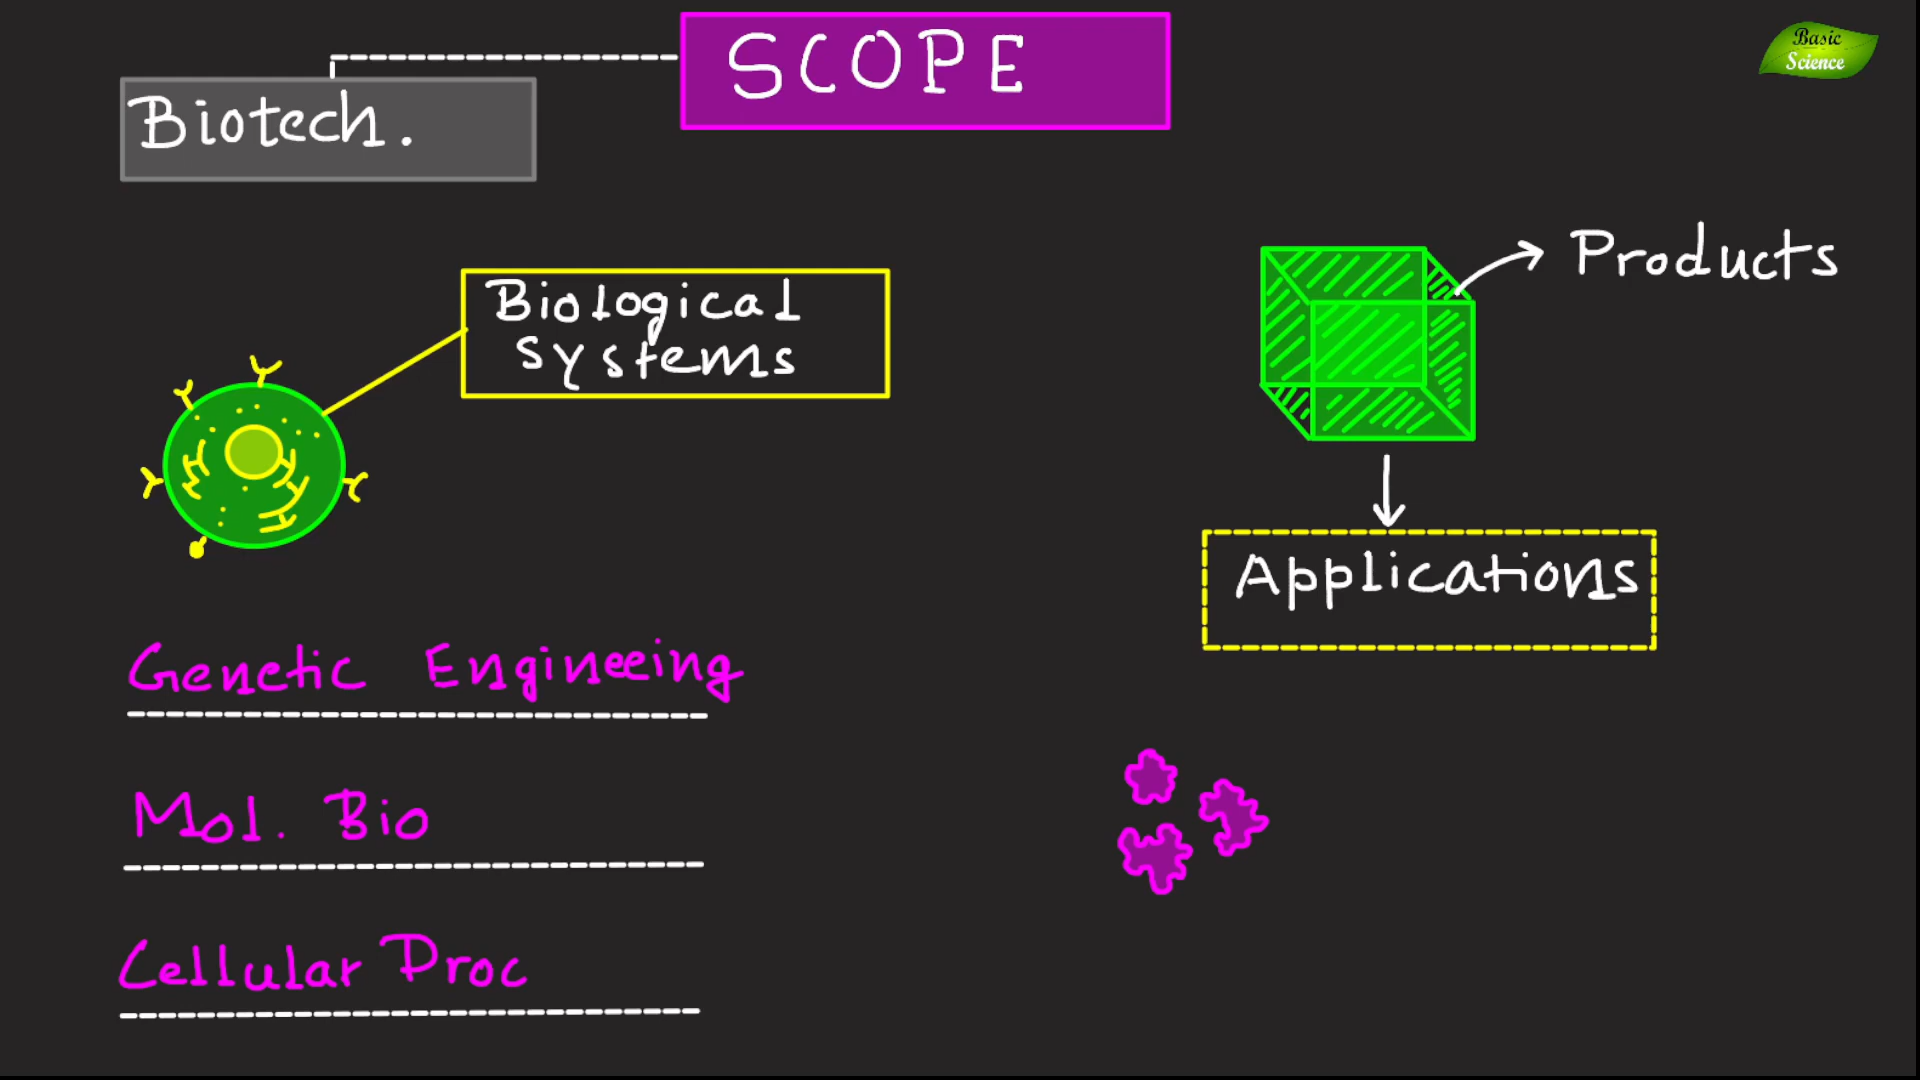 SCOPE
Basic
Science
Biotech.
Biological
Systems
Products
Applications
Genetic Engineeing
Mol. Bio
Cellular Proc